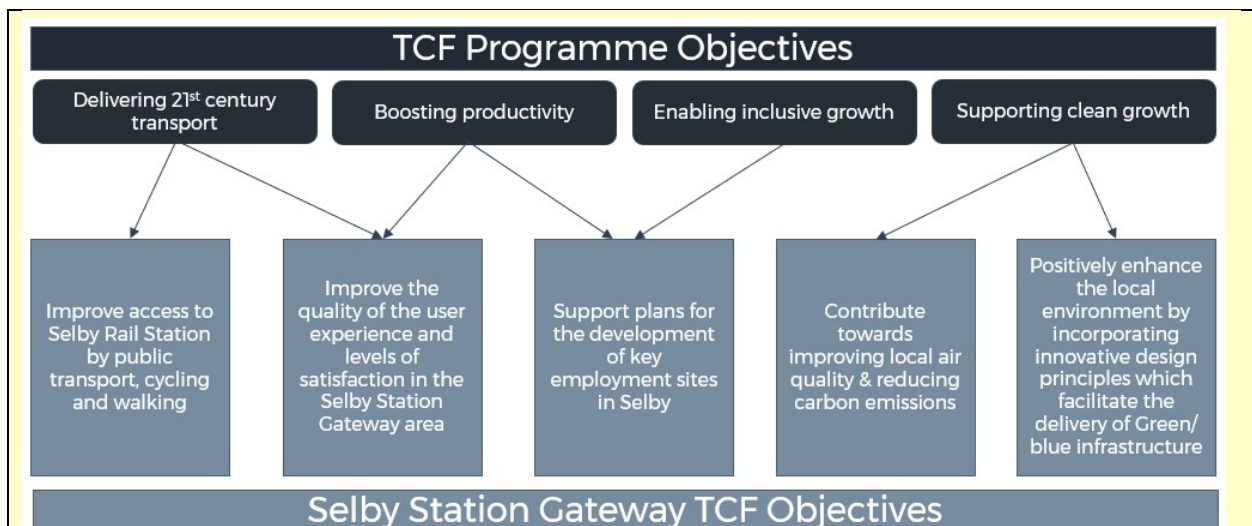 TCF Programme Objectives
Delivering 21st century
transport
Boosting productivity
Enabling inclusive growth
Supporting clean growth
Improve access to
Selby Rail Station
by public
transport, cycling
and walking
Improve the
quality of the user
experience and
levels of
satisfaction in the
Selby Station
Gateway area
Support plans for
the development
of key
employment sites
in Selby
Contribute
towards
improving local air
quality & reducing
carbon emissions
Positively enhance
the local
environment by
incorporating
innovative design
principles which
facilitate the
delivery of Green/
blue infrastructure
Selby Station Gateway TCF Objectives